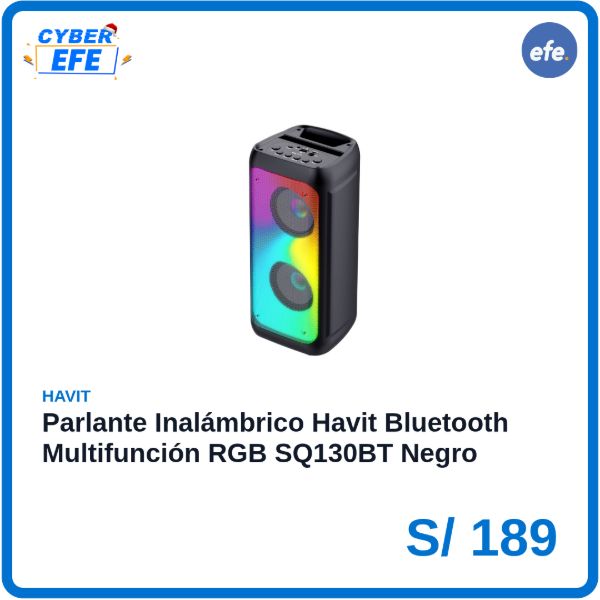 CYBER
EFE
efe.
HAVIT
Parlante Inalámbrico Havit Bluetooth
Multifunción RGB SQ130BT Negro
S/ 189